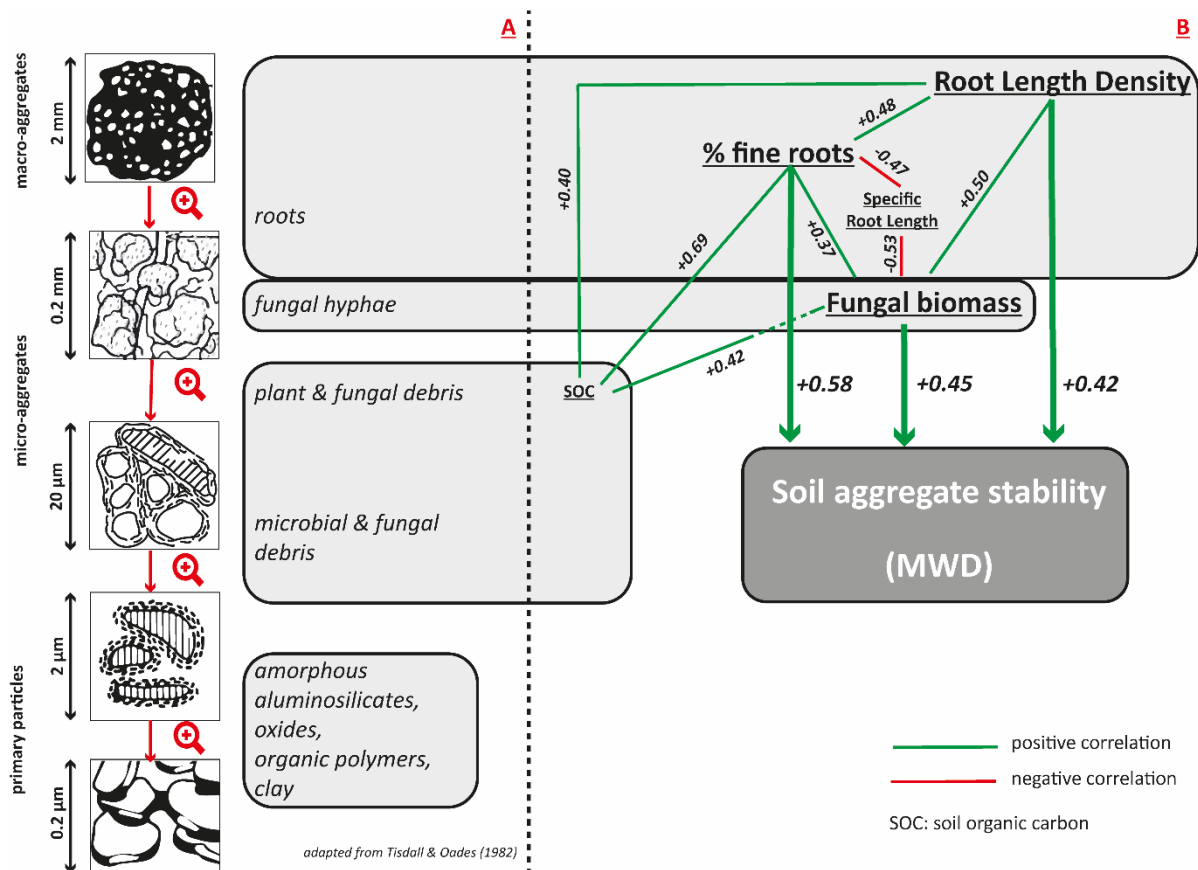 A
B
macro-aggregates
2 mm
micro-aggregates
0.2 mm
20 µm
primary particles
2 µm
0.2 µm
roots
fungal hyphae
plant & fungal debris
microbial & fungal
debris
amorphous
aluminosilicates,
oxides,
organic polymers,
clay
adapted from Tisdall & Oades (1982)
Root Length Density
+0.48
% fine roots
-0.47
Specific
Root Length
+0.40
+0.50
+0.69
+0.37
-0.53
Fungal biomass
+0.42
SOC
+0.58
+0.45
+0.42
Soil aggregate stability
(MWD)
positive correlation
negative correlation
SOC: soil organic carbon